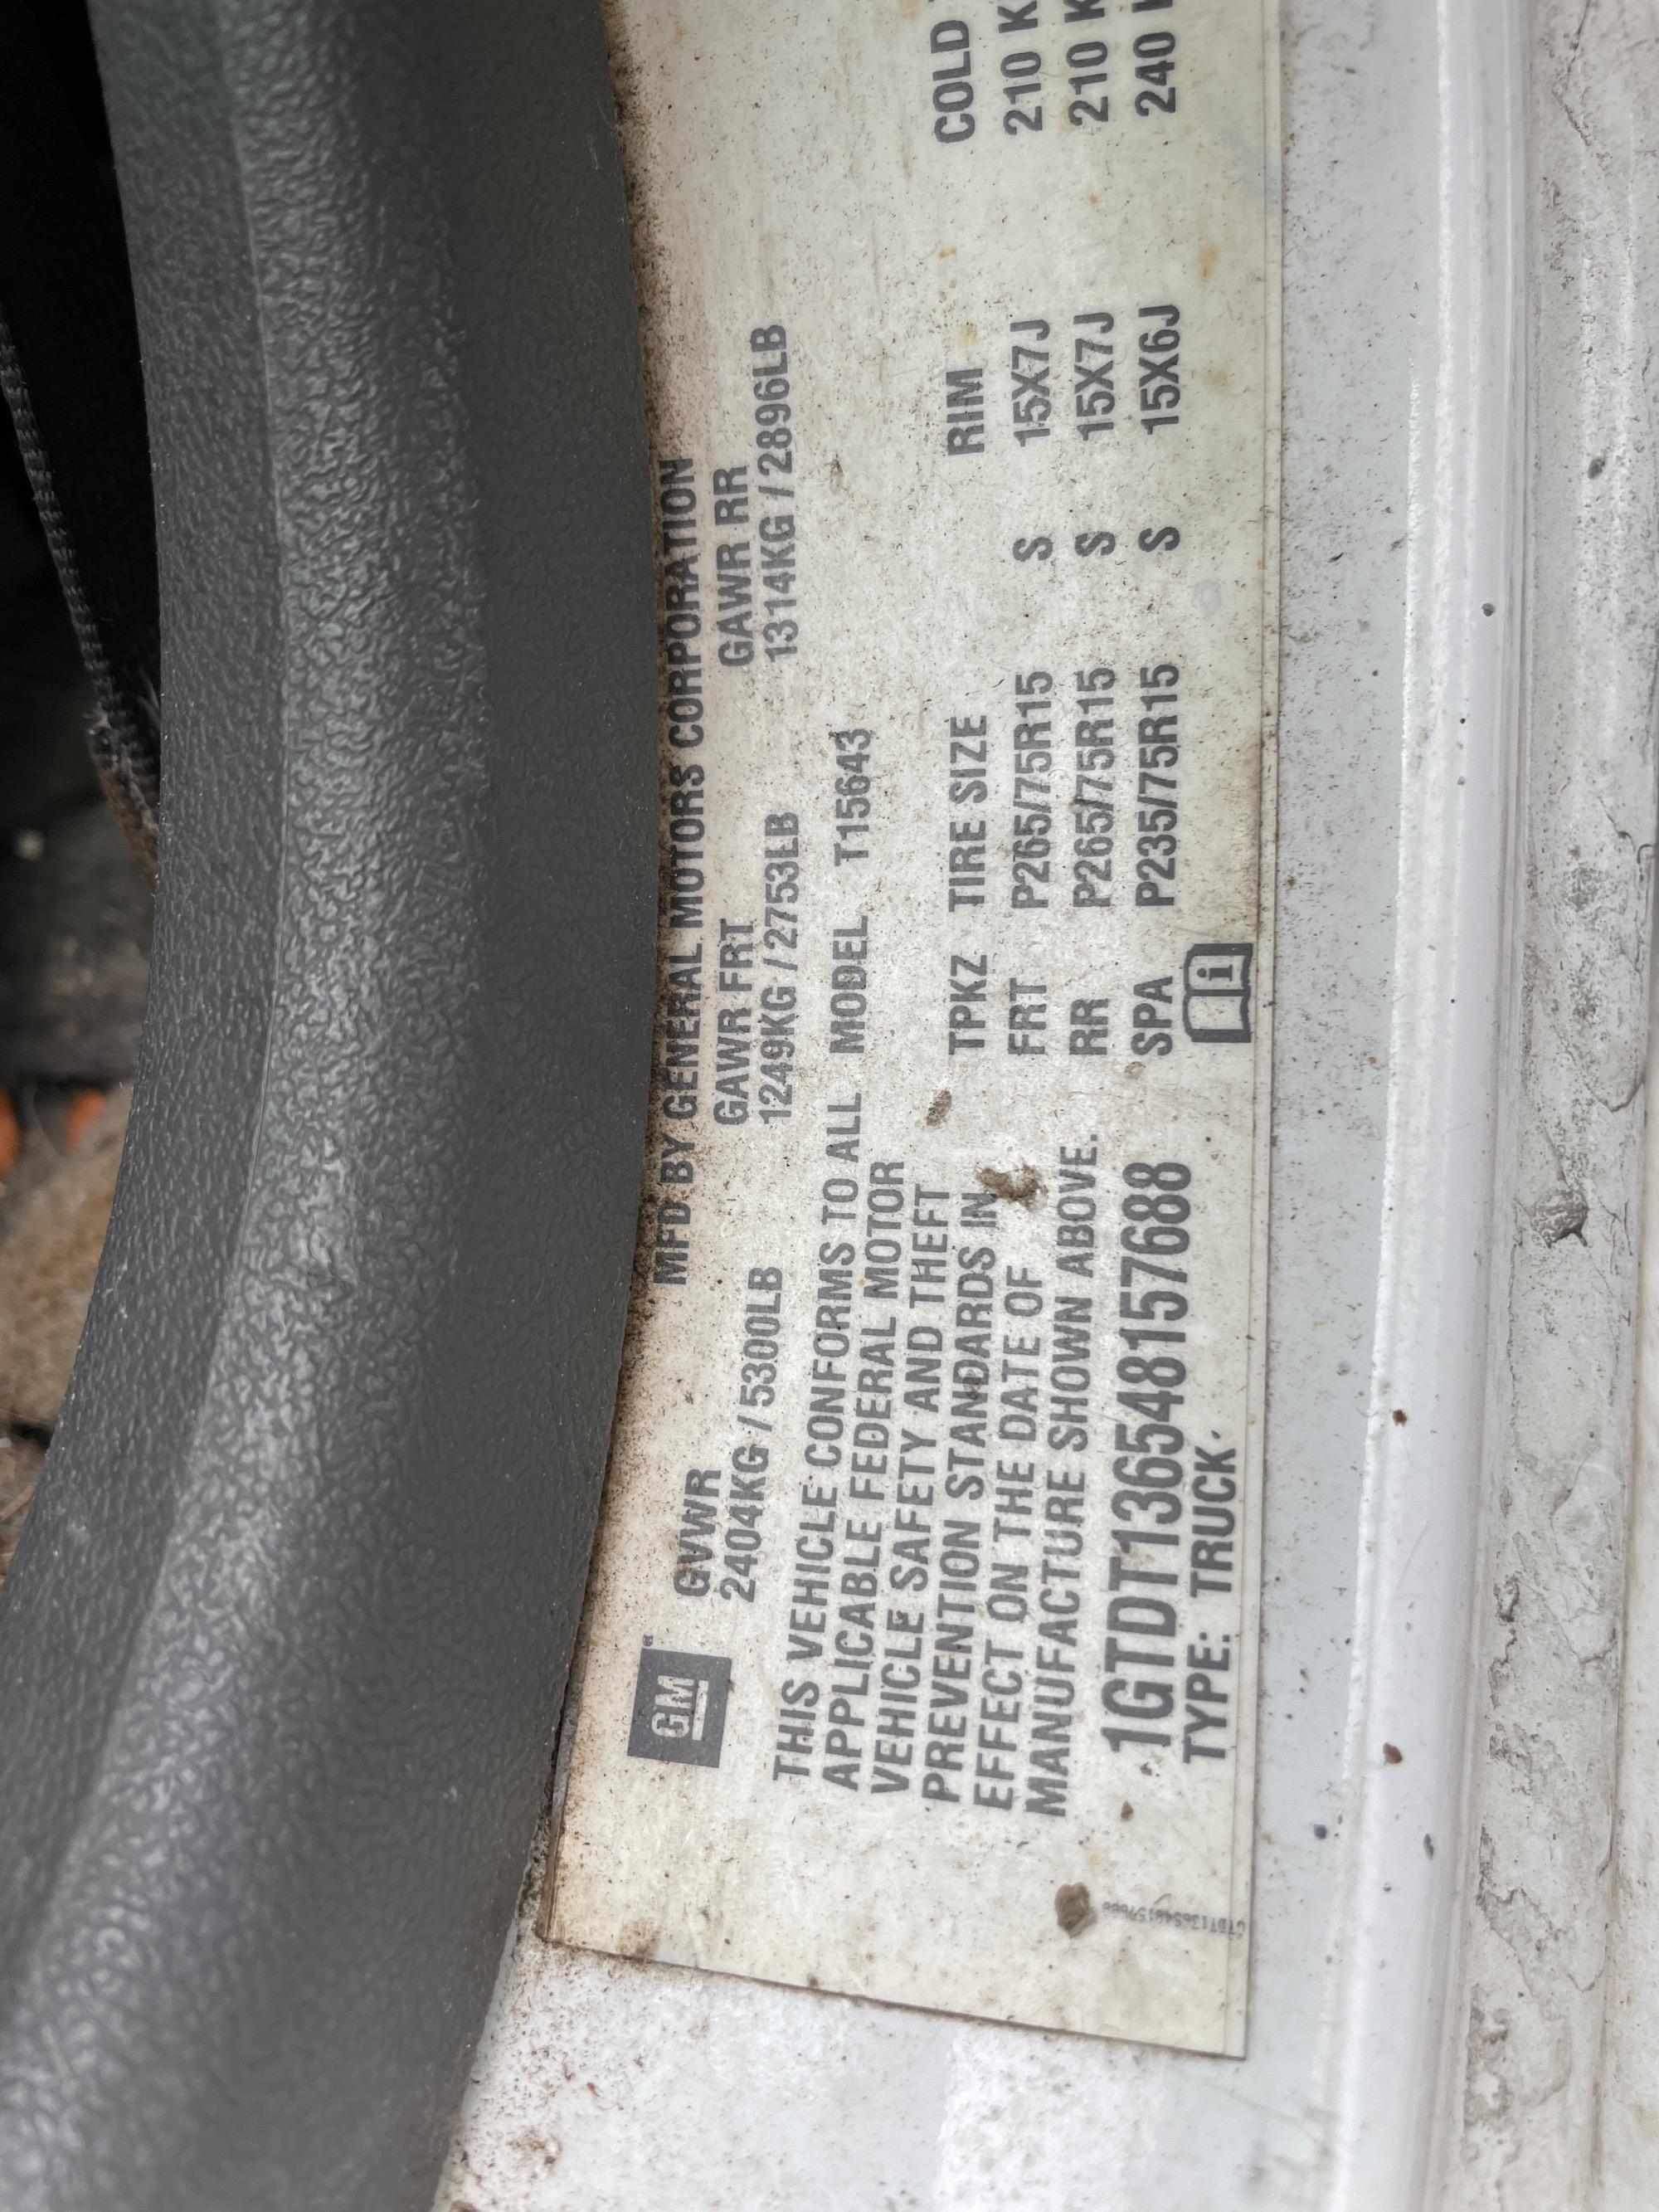 MFD BY GENERAL MOTORS CORPORATION
GM
GVWR GAWR FRT GAWR RR
2404KG / 5300LB 1249KG / 2753LB 1314KG / 2896LB
THIS VEHICLE CONFORMS TO ALL MODEL T15643
APPLICABLE FEDERAL MOTOR
VEHICLE SAFETY AND THEFT
PREVENTION STANDARDS IN TPKZ TIRE SIZE RIM COLD
EFFECT ON THE DATE OF FRT P265/75R15 S 15X7J 210 K
MANUFACTURE SHOWN ABOVE. RR P265/75R15 S 15X7J 210 K
1GTDT136548157688 SPA P235/75R15 S 15X6J 240
TYPE: TRUCK
i